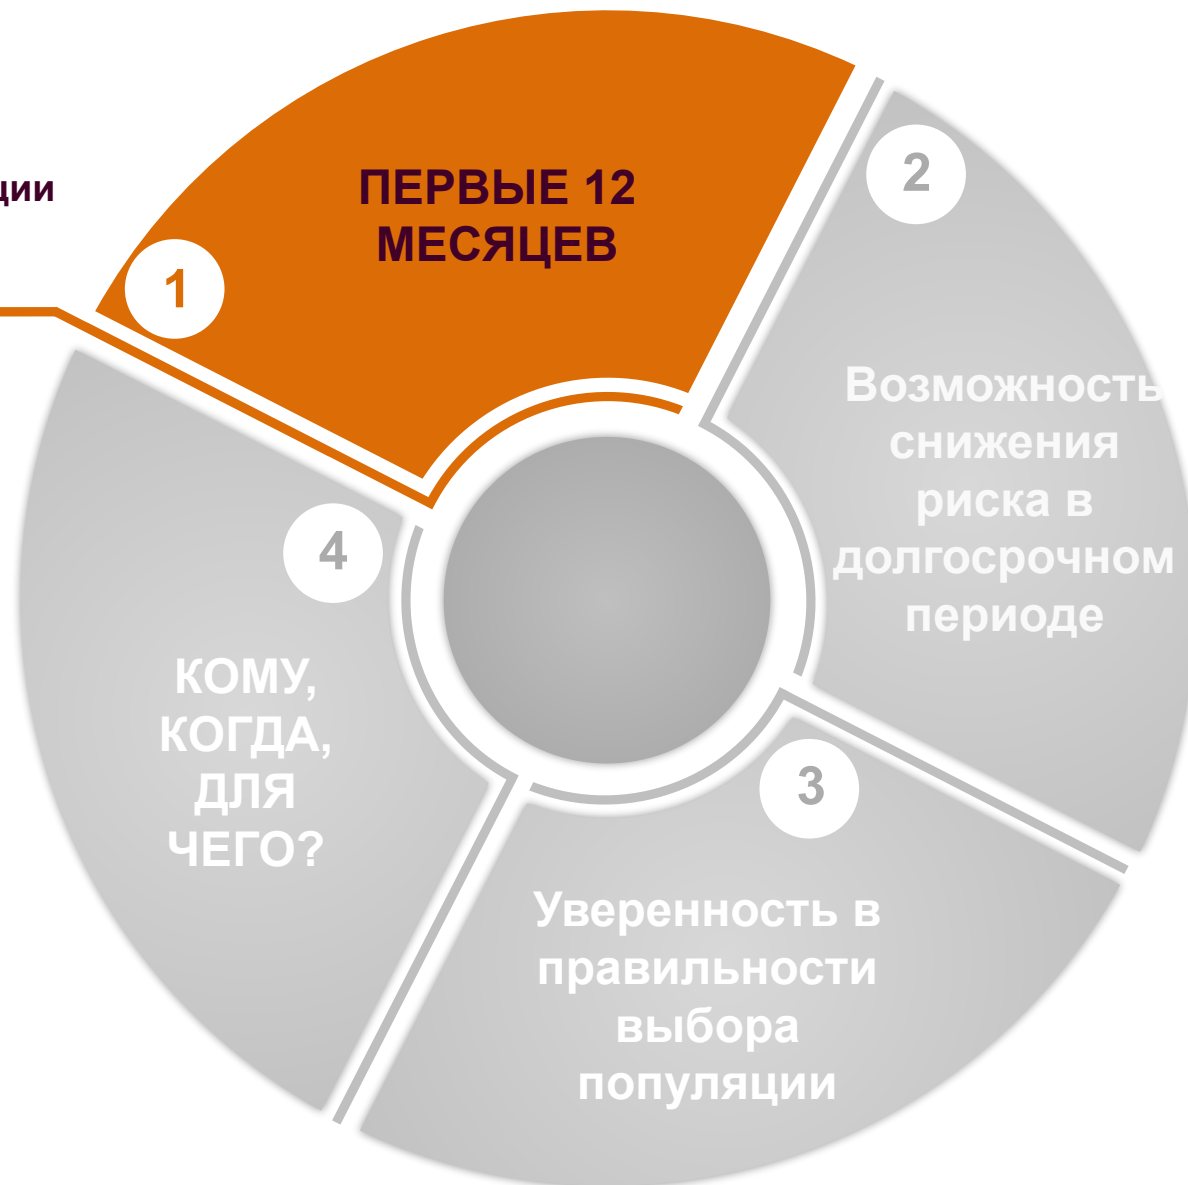 ПЕРВЫЕ 12
МЕСЯЦЕВ
1
2
Возможность
снижения
риска в
долгосрочном
периоде
3
Уверенность в
правильности
выбора
популяции
4
КОМУ,
КОГДА,
ДЛЯ
ЧЕГО?